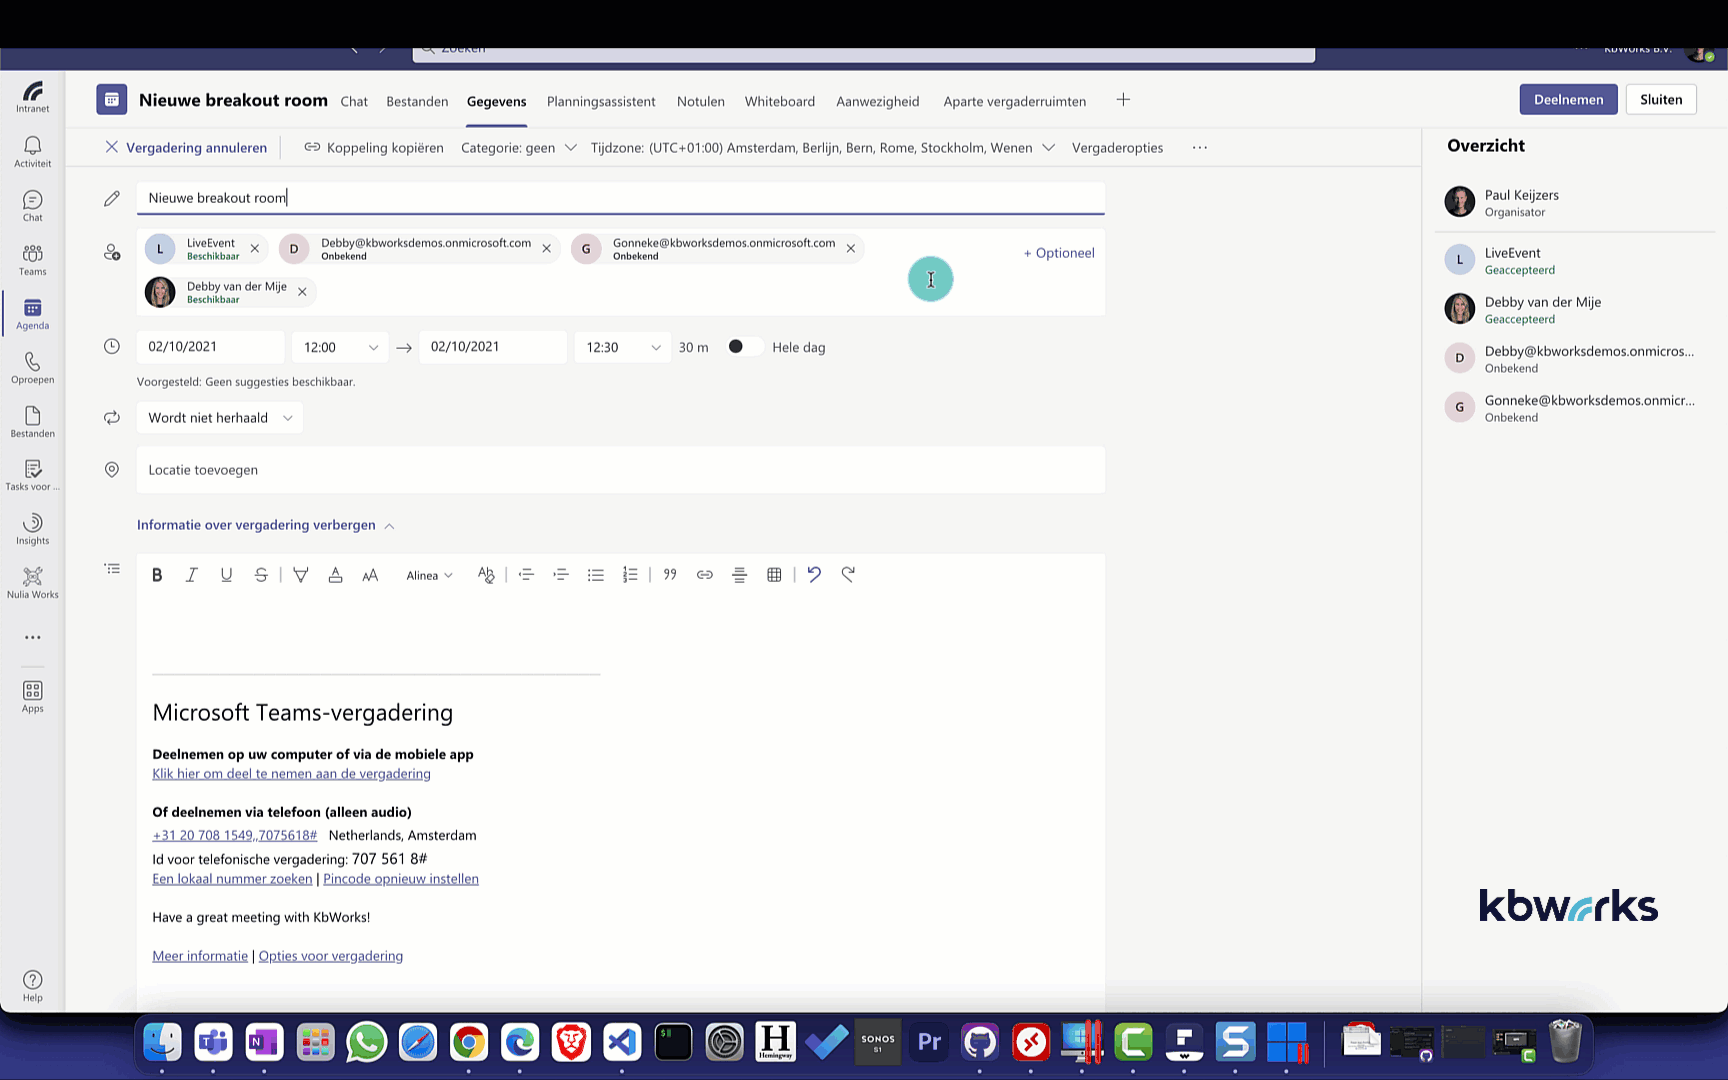 Zoeken
KbWorks B.V.
Intranet
Activiteit
Chat
Teams
Agenda
Oproepen
Bestanden
Tasks voor ...
Insights
Nulia Works
Apps
Help
Nieuwe breakout room Chat Bestanden Gegevens Planningsassistent Notulen Whiteboard Aanwezigheid Aparte vergaderruimten
Deelnemen Sluiten
Vergadering annuleren Koppeling kopiëren Categorie: geen Tijdzone: (UTC+01:00) Amsterdam, Berlijn, Bern, Rome, Stockholm, Wenen Vergaderopties ...
Nieuwe breakout room
L LiveEvent D Debby@kbworksdemos.onmicrosoft.com G Gonneke@kbworksdemos.onmicrosoft.com
Beschikbaar Onbekend Onbekend
+ Optioneel
Debby van der Mije
Beschikbaar
02/10/2021 12:00 → 02/10/2021 12:30 30 m Hele dag
Voorgesteld: Geen suggesties beschikbaar.
Wordt niet herhaald
Locatie toevoegen
Informatie over vergadering verbergen
B I U S A AA Alinea Ab
Microsoft Teams-vergadering
Deelnemen op uw computer of via de mobiele app
Klik hier om deel te nemen aan de vergadering
Of deelnemen via telefoon (alleen audio)
+31 20 708 1549,,7075618# Netherlands, Amsterdam
Id voor telefonische vergadering: 707 561 8#
Een lokaal nummer zoeken | Pincode opnieuw instellen
Have a great meeting with KbWorks!
Meer informatie | Opties voor vergadering
Overzicht
Paul Keijzers
Organisator
L LiveEvent
Geaccepteerd
Debby van der Mije
Geaccepteerd
D Debby@kbworksdemos.onmicros...
Onbekend
G Gonneke@kbworksdemos.onmicr...
Onbekend
kbworks
H
Hemingway
SONOS
S1
Pr